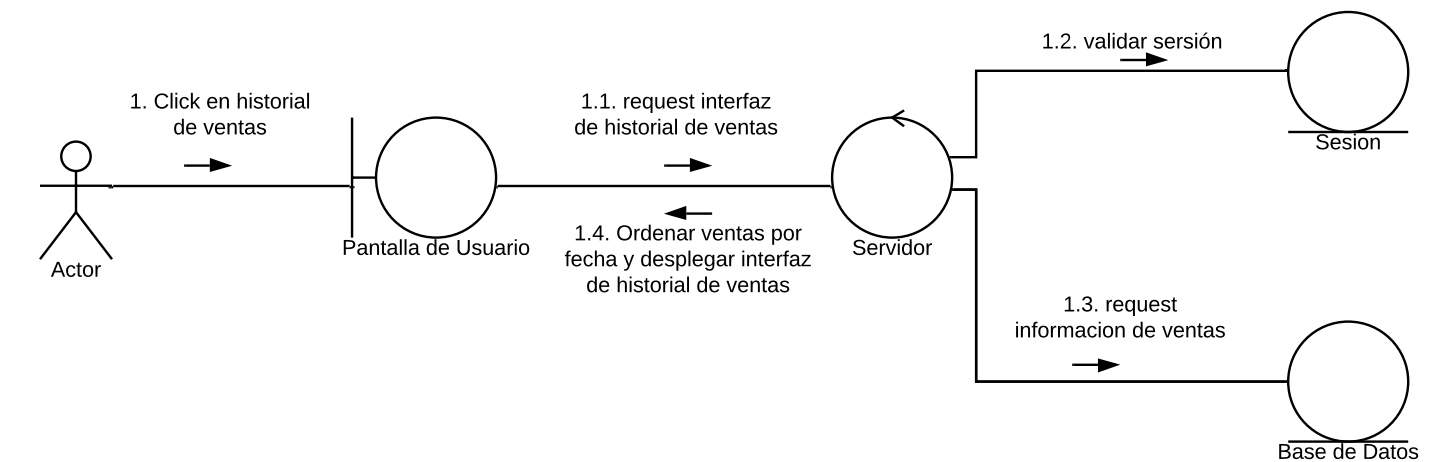 1.2. validar sersión
1. Click en historial
de ventas
1.1. request interfaz
de historial de ventas
Sesion
Actor
Pantalla de Usuario
1.4. Ordenar ventas por
fecha y desplegar interfaz
de historial de ventas
Servidor
1.3. request
informacion de ventas
Base de Datos